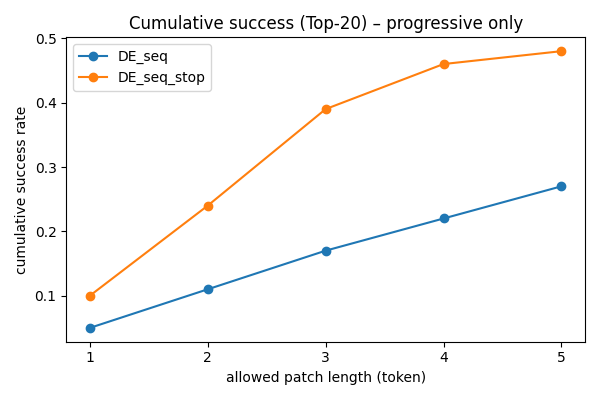 Cumulative success (Top-20) – progressive only
DE_seq
DE_seq_stop
cumulative success rate
0.5
0.4
0.3
0.2
0.1
1 2 3 4 5
allowed patch length (token)